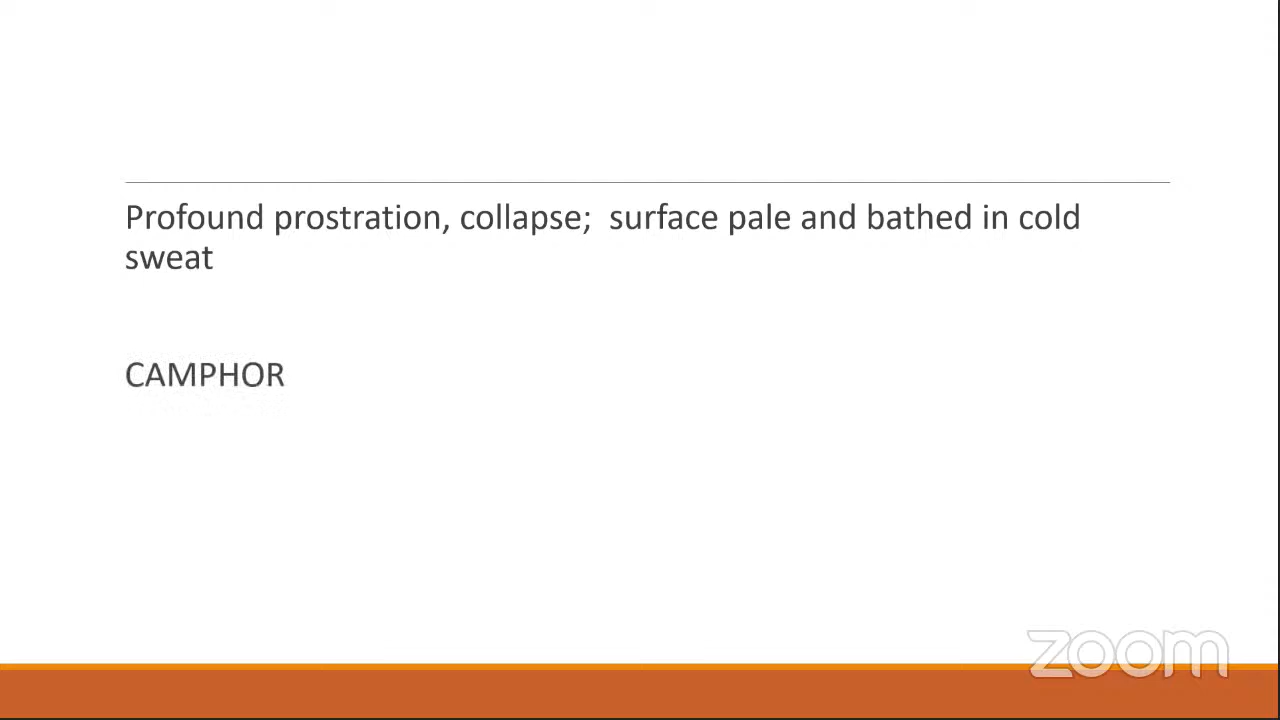 Profound prostration, collapse;  surface pale and bathed in cold
sweat
CAMPHOR
zoom